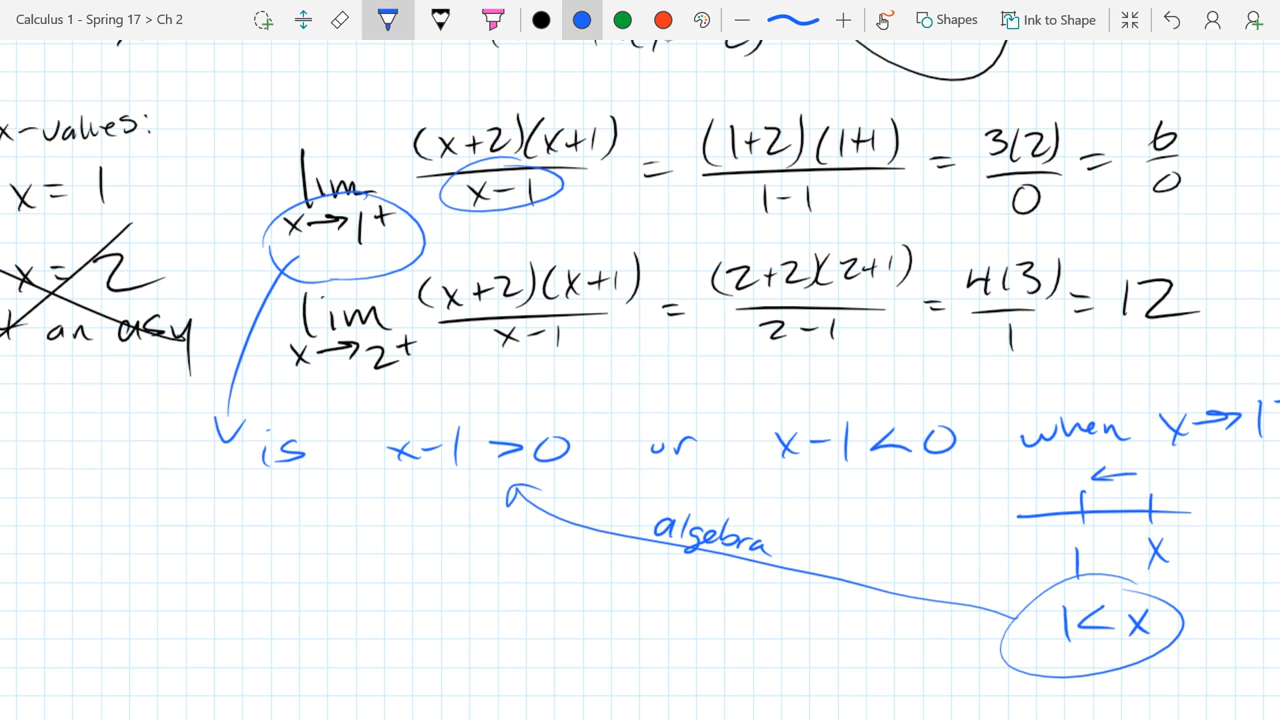 Calculus 1 - Spring 17 > Ch 2
Shapes
Ink to Shape
x-values:
x = 1
lim x→1⁺ (x+2)(x+1)/(x-1) = (1+2)(1+1)/(1-1) = 3(2)/0 = 6/0
x = 2
an asy
lim x→2⁺ (x+2)(x+1)/(x-1) = (2+2)(2+1)/(2-1) = 4(3)/1 = 12
is x-1 > 0 or x-1 < 0 when x→1
1 x
algebra
1 < x